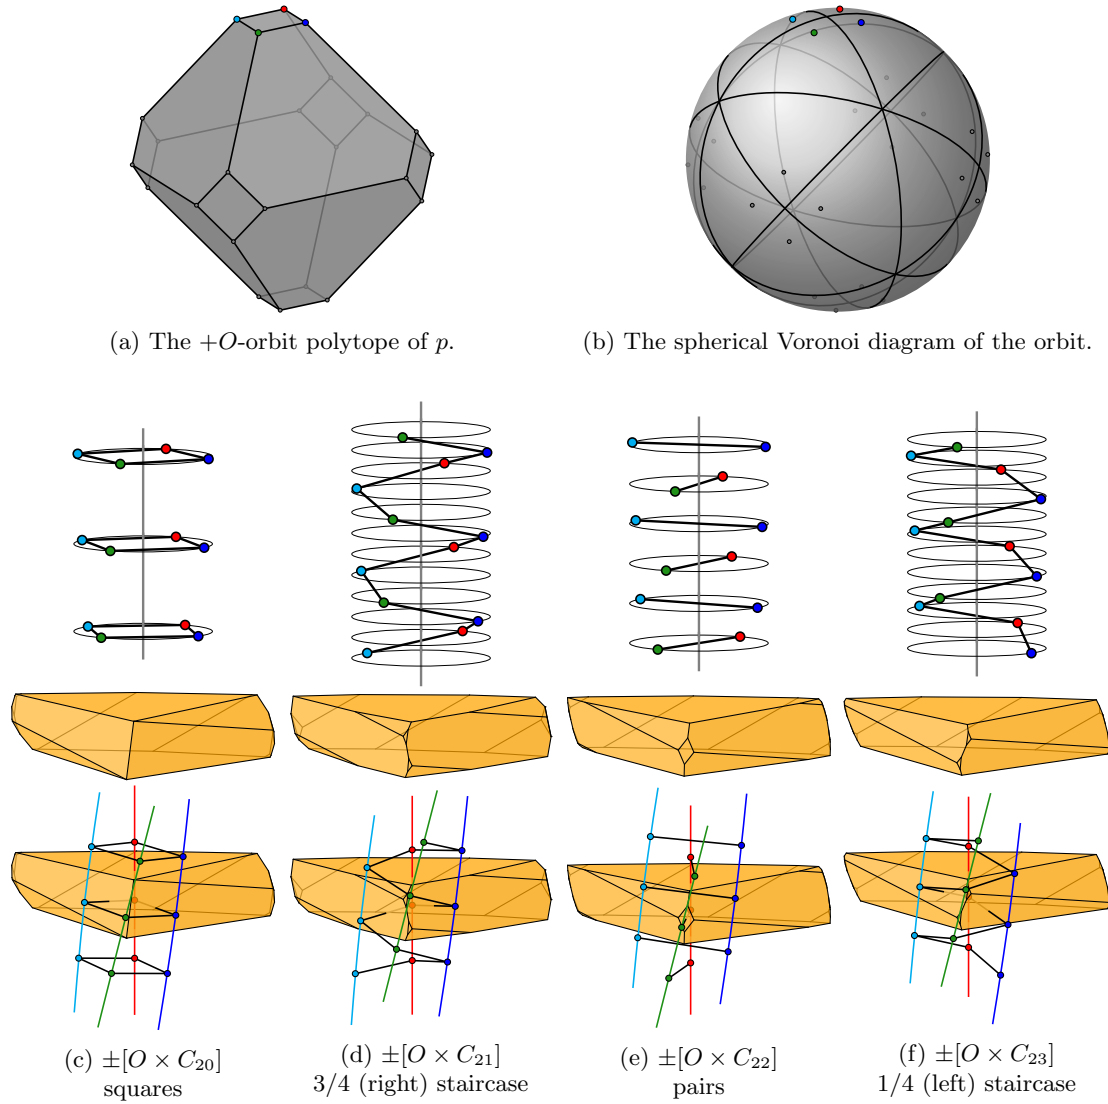 (a) The +O-orbit polytope of p.
(b) The spherical Voronoi diagram of the orbit.
(c) ±[O × C₂₀]
squares
(d) ±[O × C₂₁]
3/4 (right) staircase
(e) ±[O × C₂₂]
pairs
(f) ±[O × C₂₃]
1/4 (left) staircase